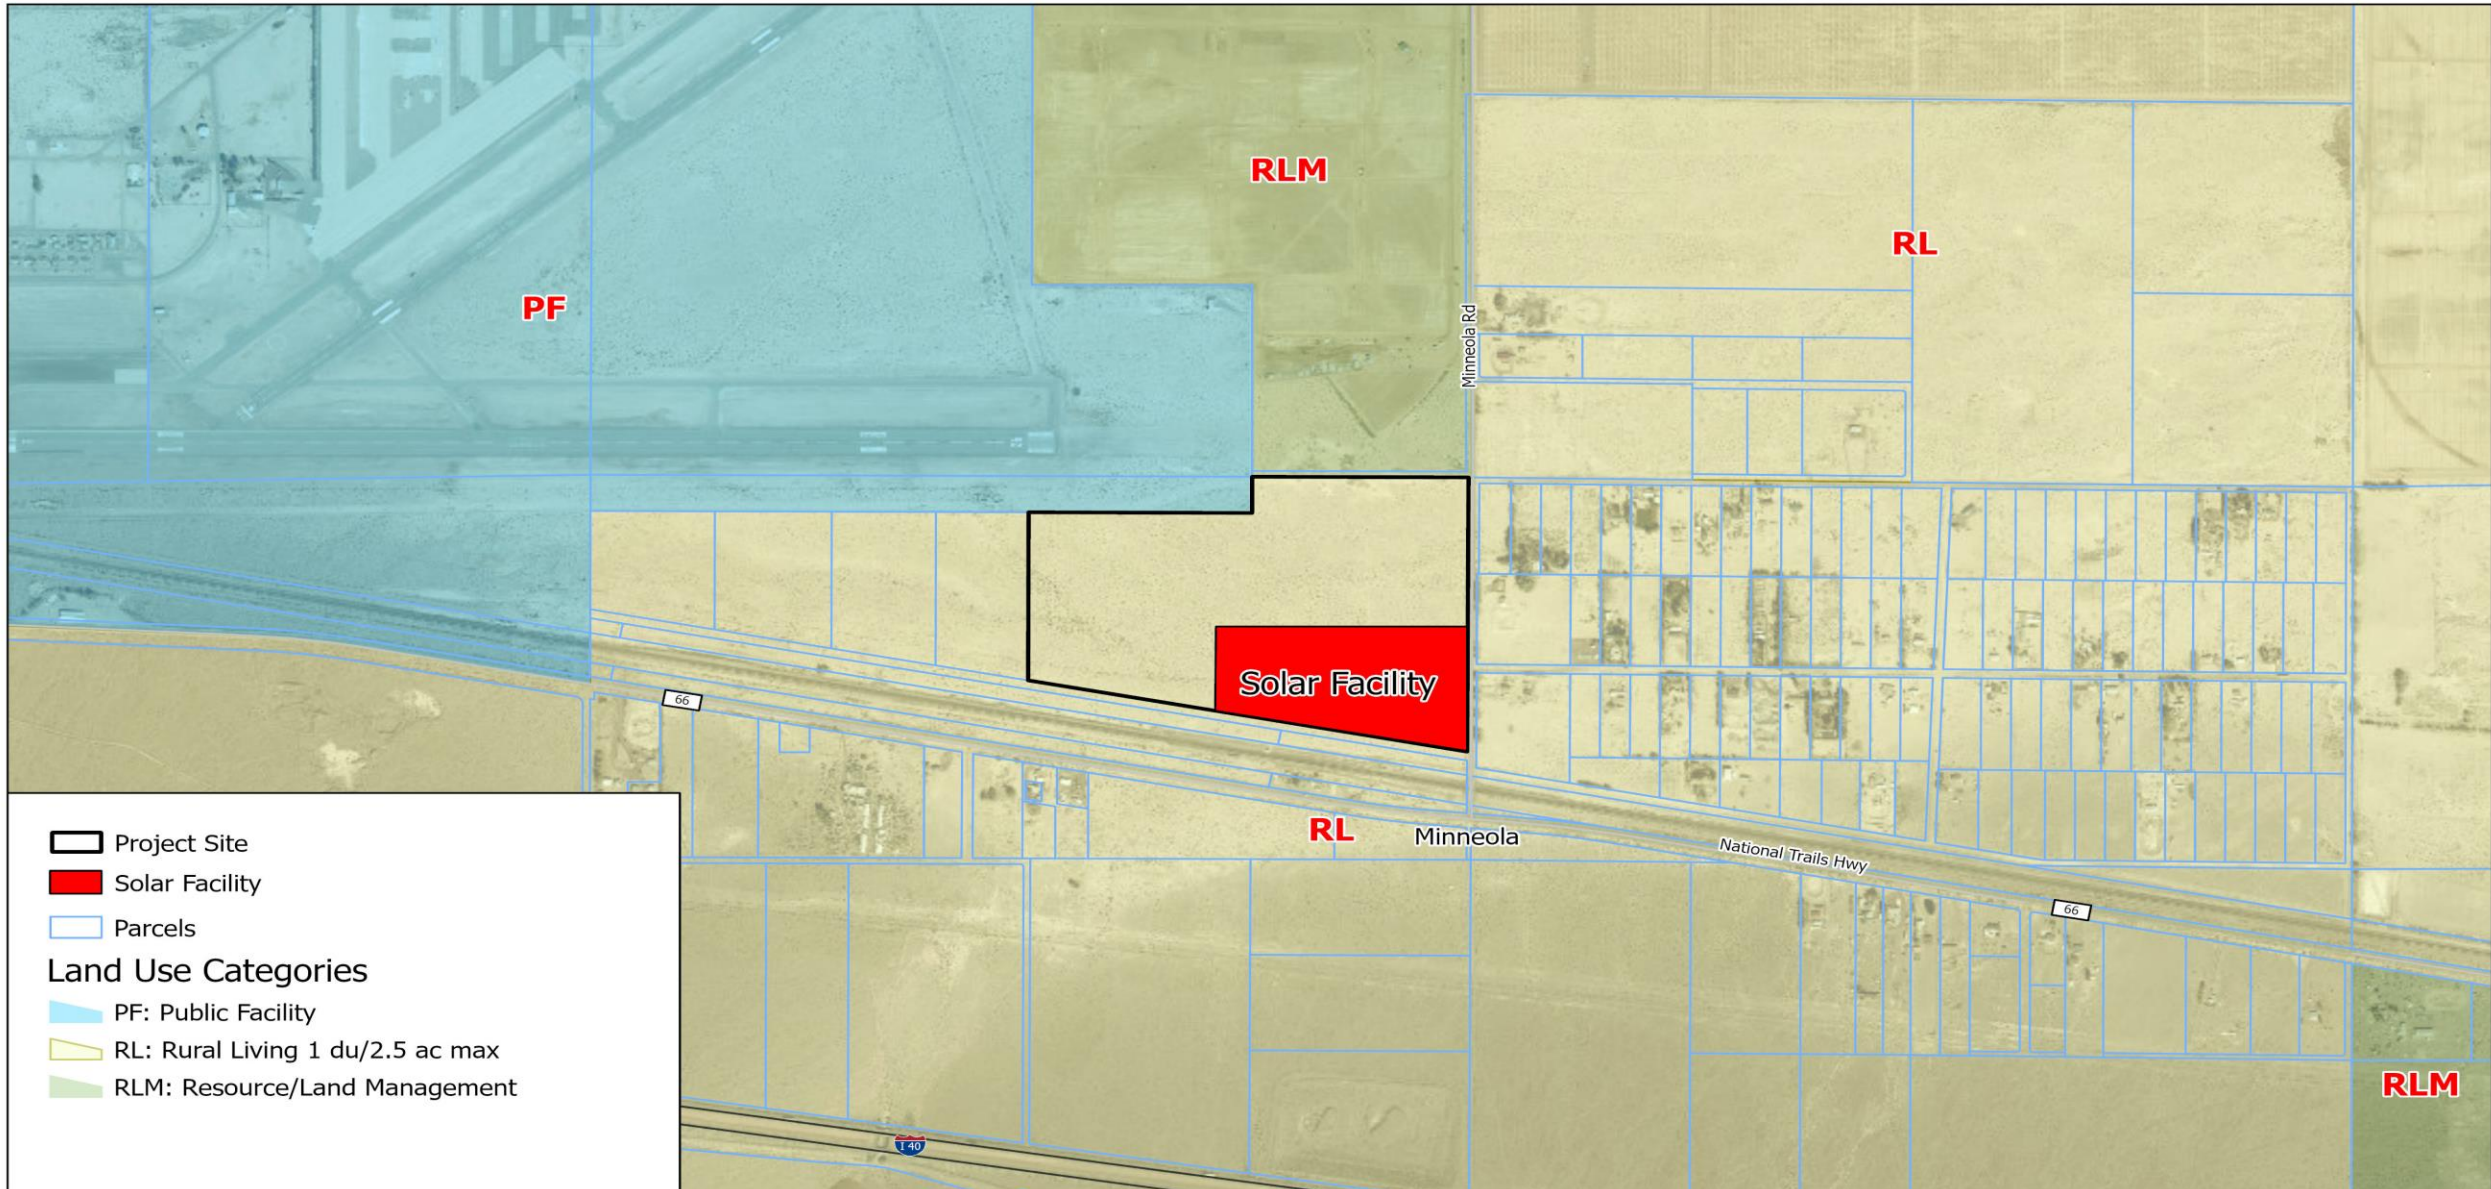 RLM
RL
PF
Minneola Rd
Solar Facility
66
RL
Minneola
National Trails Hwy
66
RLM
I 40
Project Site
Solar Facility
Parcels
Land Use Categories
PF: Public Facility
RL: Rural Living 1 du/2.5 ac max
RLM: Resource/Land Management